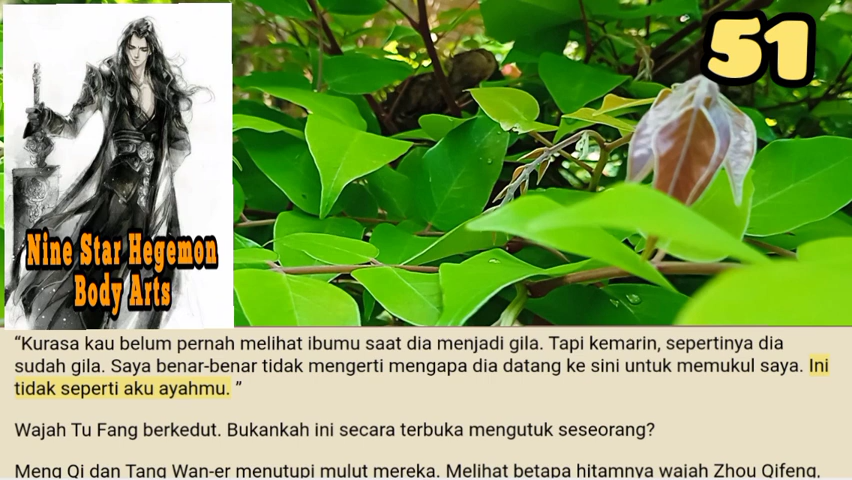 51
Nine Star Hegemon
Body Arts
“Kurasa kau belum pernah melihat ibumu saat dia menjadi gila. Tapi kemarin, sepertinya dia
sudah gila. Saya benar-benar tidak mengerti mengapa dia datang ke sini untuk memukul saya. Ini
tidak seperti aku ayahmu. ”
Wajah Tu Fang berkedut. Bukankah ini secara terbuka mengutuk seseorang?
Meng Qi dan Tang Wan-er menutupi mulut mereka. Melihat betapa hitamnya wajah Zhou Qifeng,